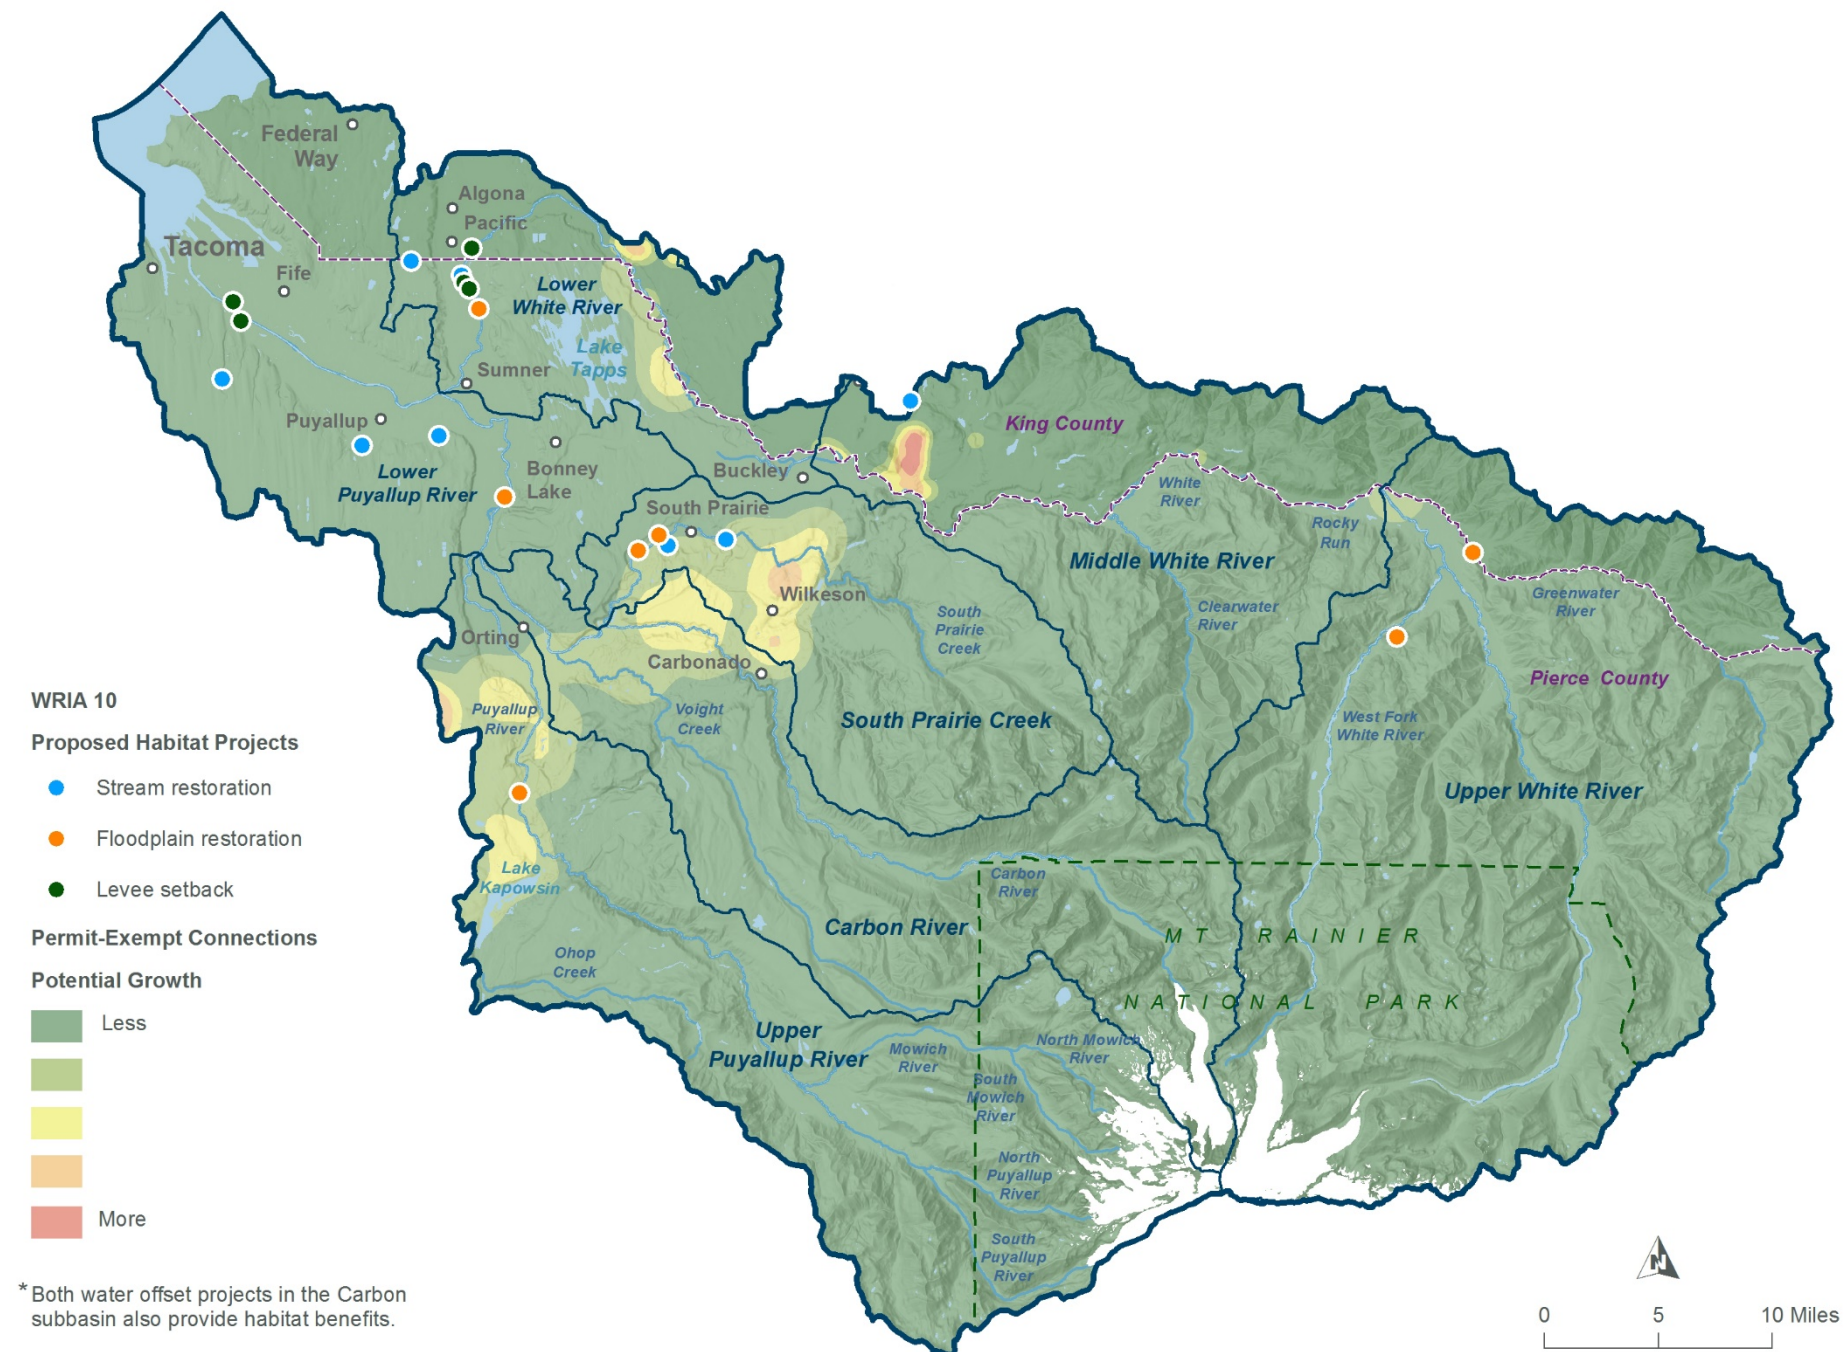 Federal
Way
Algona
Pacific
Tacoma
Fife
Lower
White River
Lake
Tapps
Sumner
Puyallup
Lower
Puyallup River
Bonney
Lake
Buckley
King County
White
River
Rocky
Run
South Prairie
Middle White River
Wilkeson
South
Prairie
Creek
Clearwater
River
Greenwater
River
Orting
Carbonado
Pierce County
Puyallup
River
Voight
Creek
South Prairie Creek
West Fork
White River
Upper White River
Lake
Kapowsin
Carbon
River
Carbon River
MT RAINIER
NATIONAL PARK
Ohop
Creek
Upper
Puyallup River
Mowich
River
North Mowich
River
South
Mowich
River
North
Puyallup
River
South
Puyallup
River
WRIA 10
Proposed Habitat Projects
Stream restoration
Floodplain restoration
Levee setback
Permit-Exempt Connections
Potential Growth
Less
More
* Both water offset projects in the Carbon
subbasin also provide habitat benefits.
N
0 5 10 Miles